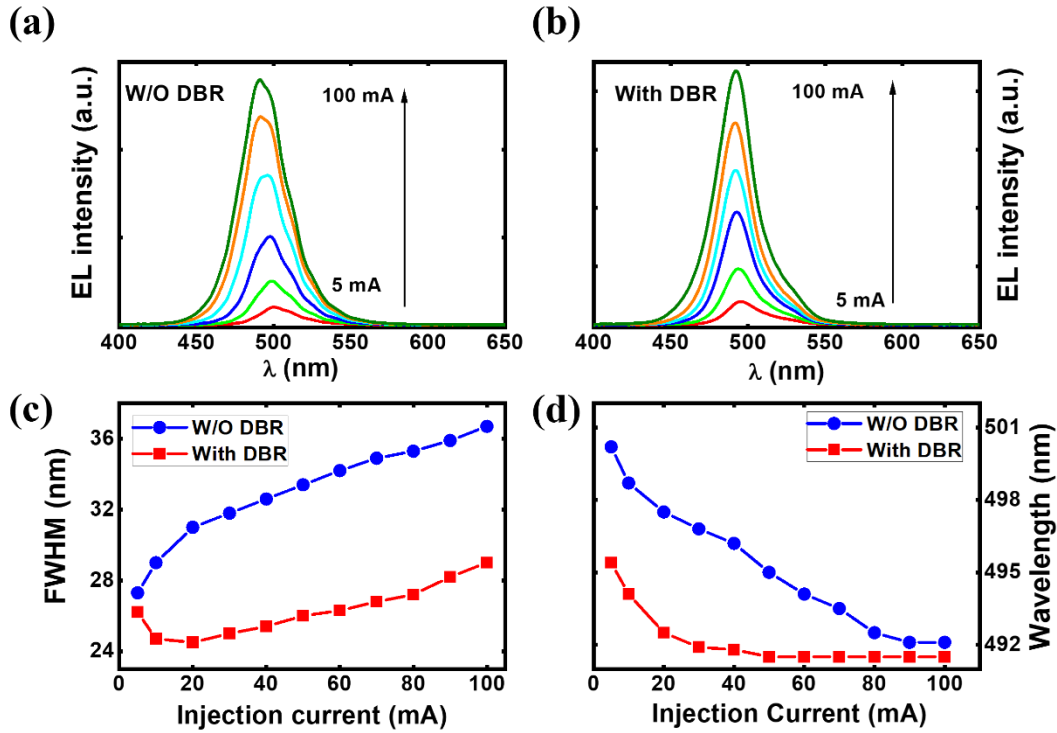 (a)
EL intensity (a.u.)
W/O DBR
100 mA
5 mA
400 450 500 550 600 650
λ (nm)
(b)
With DBR
100 mA
5 mA
EL intensity (a.u.)
400 450 500 550 600 650
λ (nm)
(c)
W/O DBR
With DBR
FWHM (nm)
36
32
28
24
0 20 40 60 80 100
Injection current (mA)
(d)
W/O DBR
With DBR
501
498
495
492
Wavelength (nm)
0 20 40 60 80 100
Injection Current (mA)